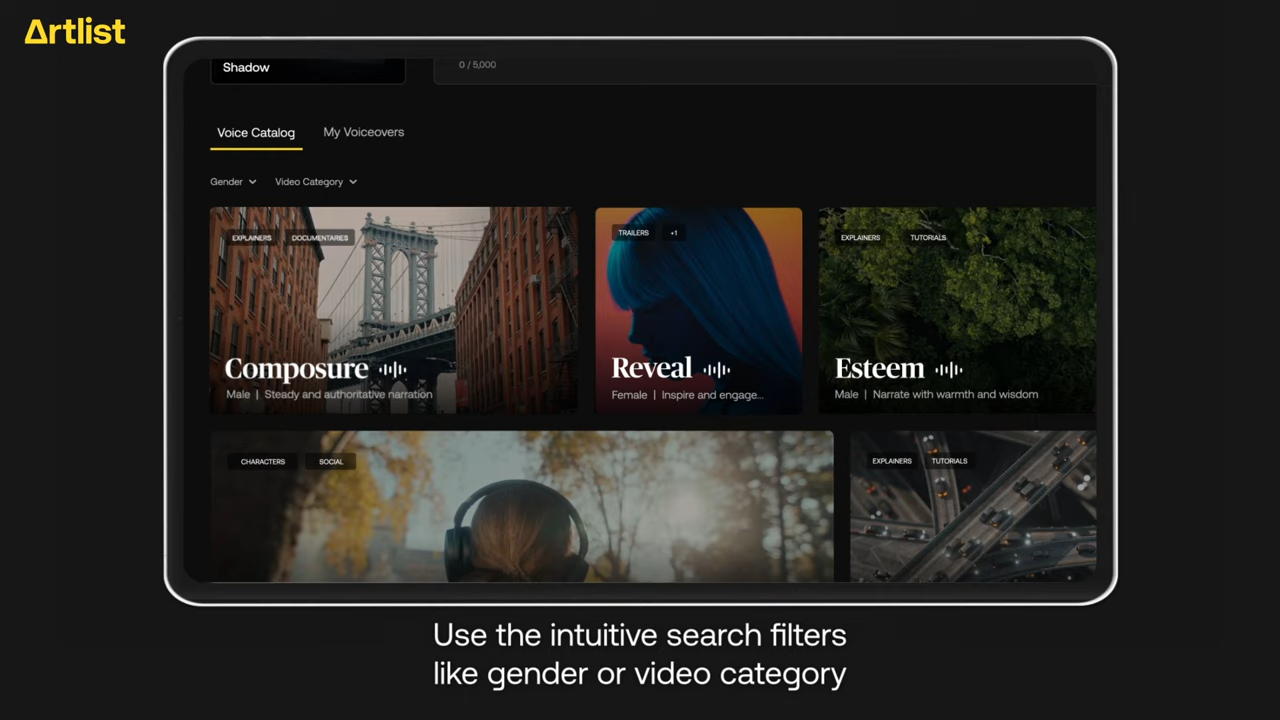 Artlist
Shadow
0 / 5,000
Voice Catalog
My Voiceovers
Gender
Video Category
EXPLAINERS DOCUMENTARIES
Composure
Male | Steady and authoritative narration
TRAILERS +1
Reveal
Female | Inspire and engage...
EXPLAINERS TUTORIALS
Esteem
Male | Narrate with warmth and wisdom
CHARACTERS SOCIAL
EXPLAINERS TUTORIALS
Use the intuitive search filters
like gender or video category